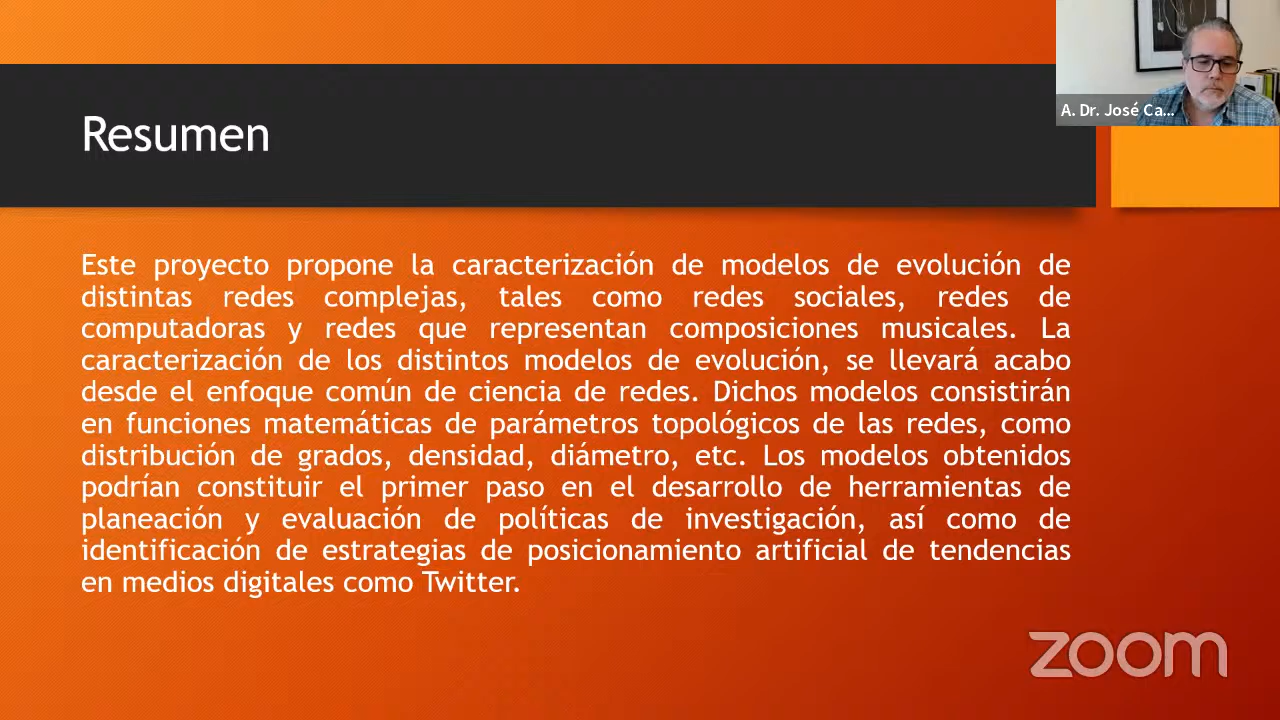 A. Dr. José Ca...
Resumen
Este proyecto propone la caracterización de modelos de evolución de
distintas redes complejas, tales como redes sociales, redes de
computadoras y redes que representan composiciones musicales. La
caracterización de los distintos modelos de evolución, se llevará acabo
desde el enfoque común de ciencia de redes. Dichos modelos consistirán
en funciones matemáticas de parámetros topológicos de las redes, como
distribución de grados, densidad, diámetro, etc. Los modelos obtenidos
podrían constituir el primer paso en el desarrollo de herramientas de
planeación y evaluación de políticas de investigación, así como de
identificación de estrategias de posicionamiento artificial de tendencias
en medios digitales como Twitter.
zoom